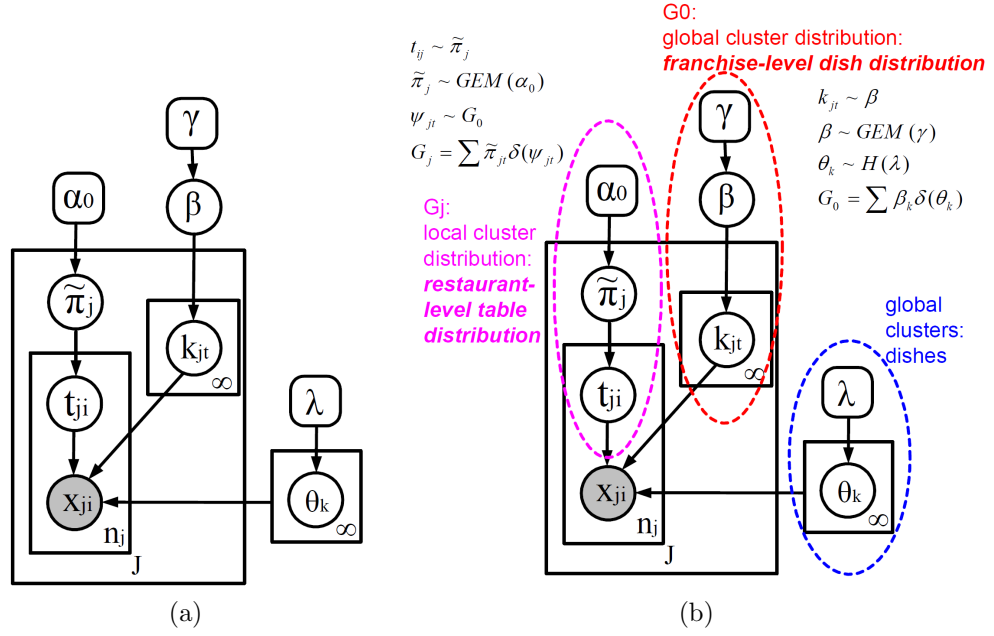 γ
α₀
β
π̃ⱼ
kⱼₜ
∞
tⱼᵢ
λ
xⱼᵢ
nⱼ
θₖ
∞
J
(a)
G0:
global cluster distribution:
franchise-level dish distribution
tᵢⱼ ~ π̃ⱼ
π̃ⱼ ~ GEM(α₀)
ψⱼₜ ~ G₀
Gⱼ = ∑ π̃ⱼₜδ(ψⱼₜ)
kⱼₜ ~ β
β ~ GEM(γ)
θₖ ~ H(λ)
G₀ = ∑ βₖδ(θₖ)
γ
α₀
β
Gj:
local cluster
distribution:
restaurant-
level table
distribution
π̃ⱼ
kⱼₜ
∞
global
clusters:
dishes
tⱼᵢ
λ
xⱼᵢ
nⱼ
θₖ
∞
J
(b)